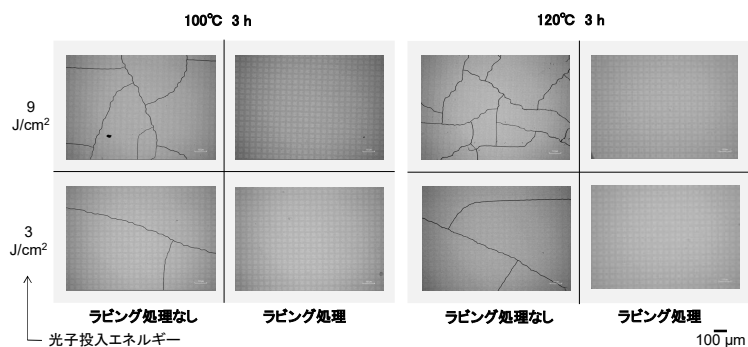 100℃ 3 h
120℃ 3 h
9
J/cm²
3
J/cm²
ラビング処理なし
ラビング処理
ラビング処理なし
ラビング処理
光子投入エネルギー
100 μm